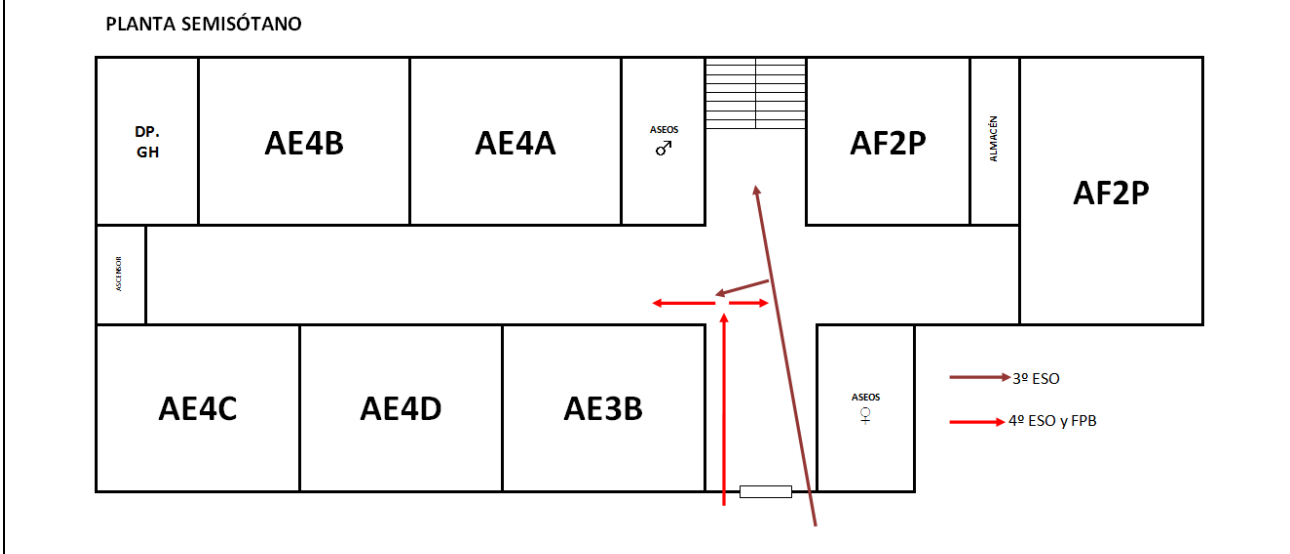 PLANTA SEMISÓTANO
DP.
GH
AE4B
AE4A
ASEOS
♂
AF2P
ALMACÉN
AF2P
ASCENSOR
AE4C
AE4D
AE3B
ASEOS
♀
3º ESO
4º ESO y FPB